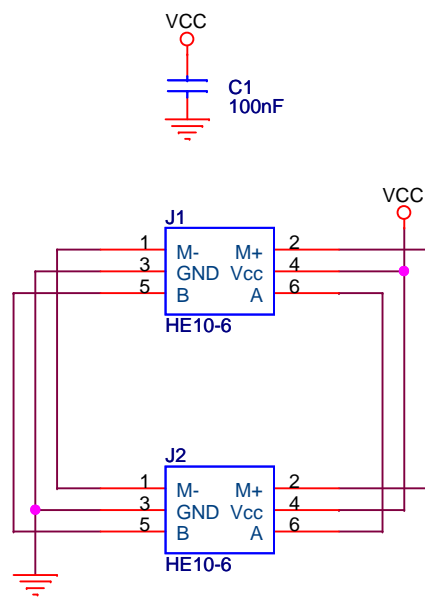 VCC
C1
100nF
VCC
J1
1 M- M+ 2
3 GND Vcc 4
5 B A 6
HE10-6
J2
1 M- M+ 2
3 GND Vcc 4
5 B A 6
HE10-6